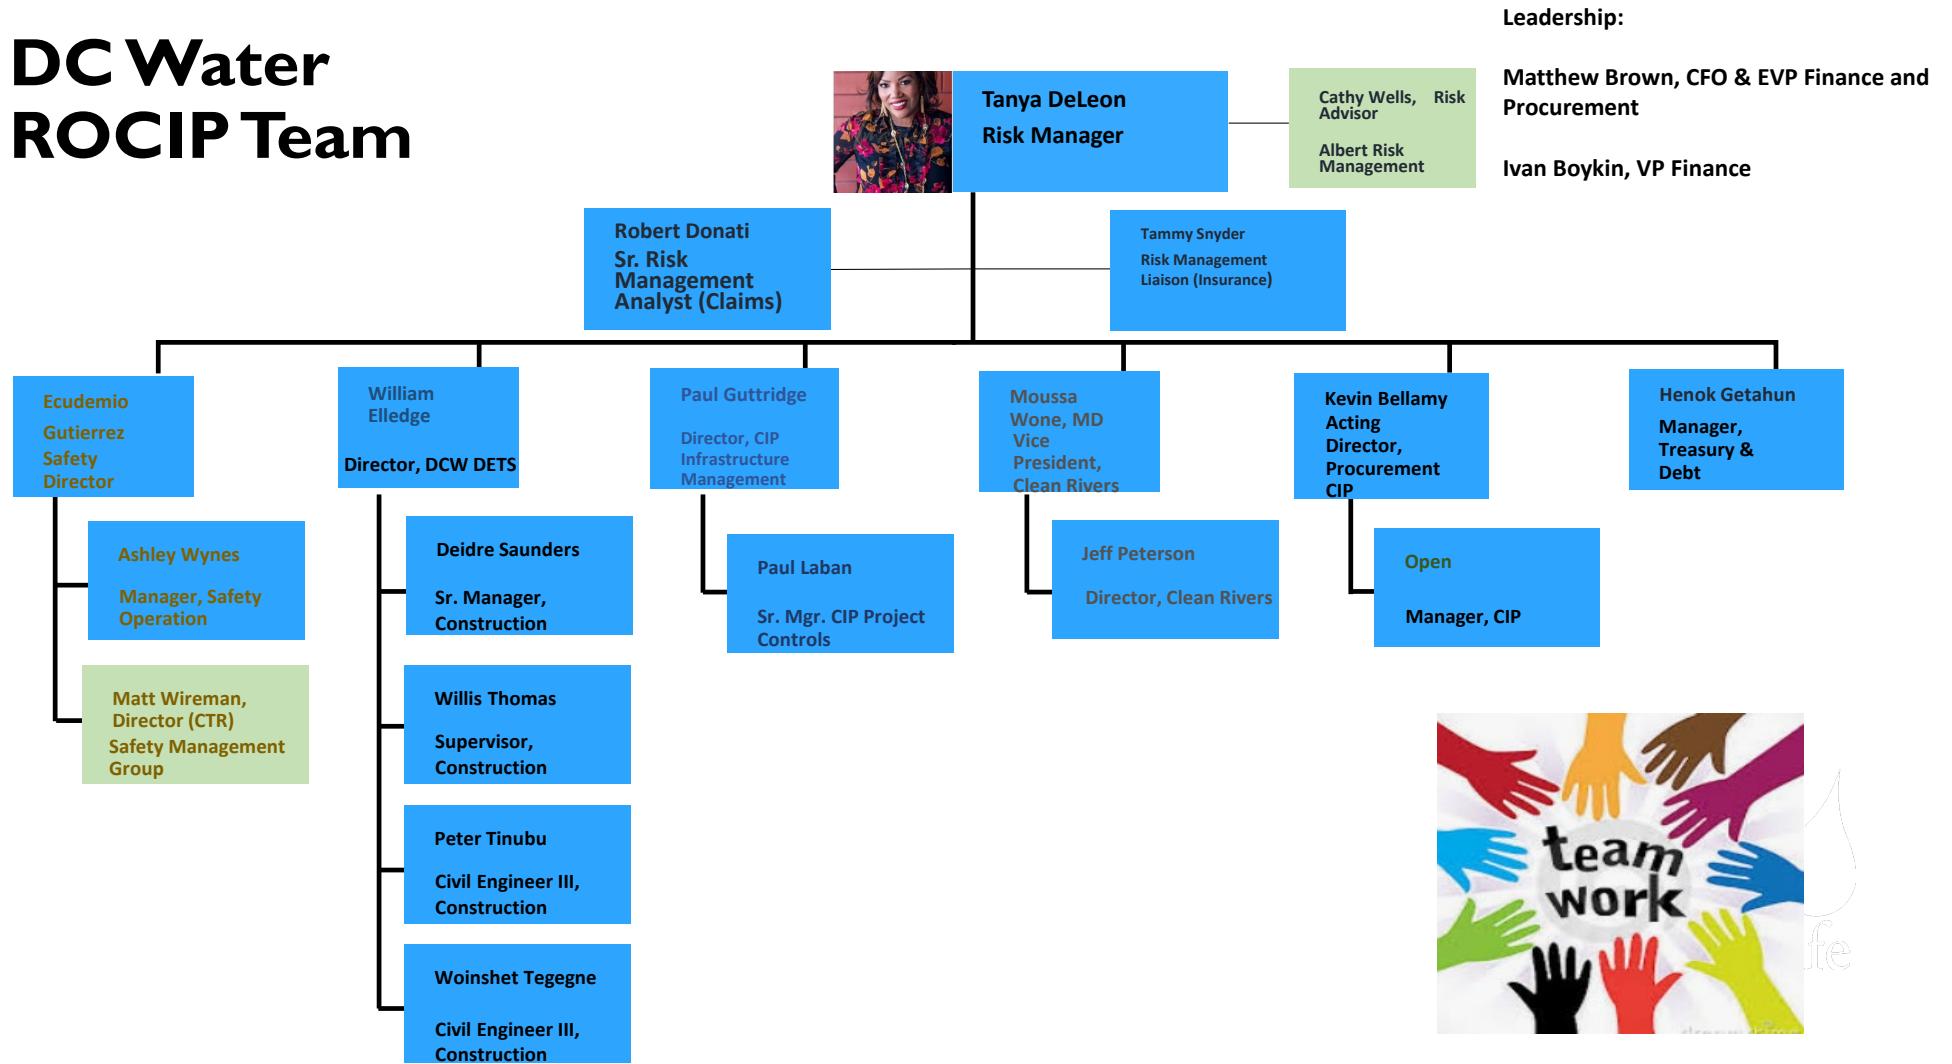 DC Water
ROCIP Team
Leadership:
Matthew Brown, CFO & EVP Finance and
Procurement
Ivan Boykin, VP Finance
Tanya DeLeon
Risk Manager
Cathy Wells, Risk
Advisor
Albert Risk
Management
Robert Donati
Sr. Risk
Management
Analyst (Claims)
Tammy Snyder
Risk Management
Liaison (Insurance)
Ecudemio
Gutierrez
Safety
Director
William
Elledge
Director, DCW DETS
Paul Guttridge
Director, CIP
Infrastructure
Management
Moussa
Wone, MD
Vice
President,
Clean Rivers
Kevin Bellamy
Acting
Director,
Procurement
CIP
Henok Getahun
Manager,
Treasury &
Debt
Ashley Wynes
Manager, Safety
Operation
Matt Wireman,
Director (CTR)
Safety Management
Group
Deidre Saunders
Sr. Manager,
Construction
Willis Thomas
Supervisor,
Construction
Peter Tinubu
Civil Engineer III,
Construction
Woinshet Tegegne
Civil Engineer III,
Construction
Paul Laban
Sr. Mgr. CIP Project
Controls
Jeff Peterson
Director, Clean Rivers
Open
Manager, CIP
team
work